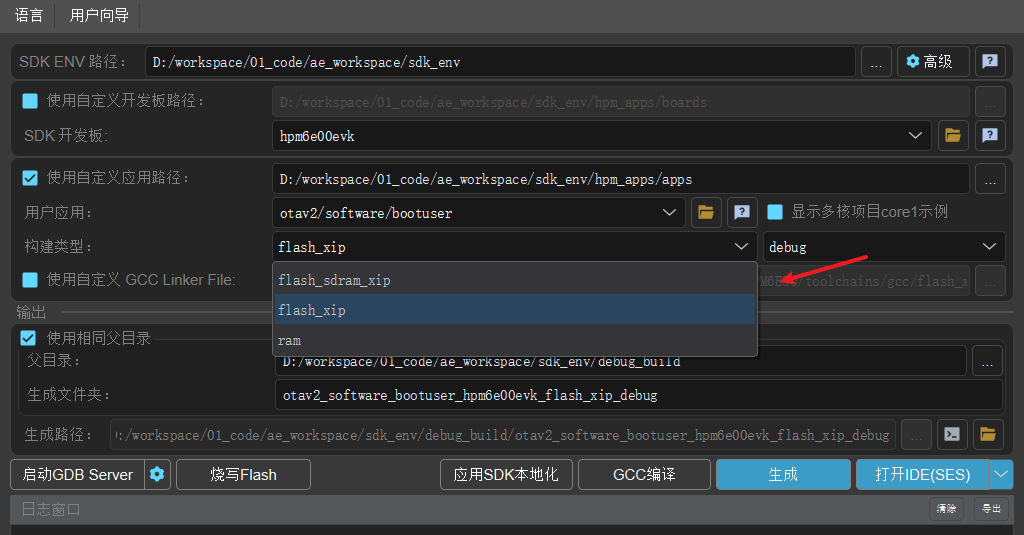 语言 用户向导
SDK ENV 路径： D:/workspace/01_code/ae_workspace/sdk_env ... 高级
使用自定义开发板路径： D:/workspace/01_code/ae_workspace/sdk_env/hpm_apps/boards ...
SDK 开发板: hpm6e00evk
使用自定义应用路径： D:/workspace/01_code/ae_workspace/sdk_env/hpm_apps/apps ...
用户应用： otav2/software/bootuser 显示多核项目core1示例
构建类型： flash_xip debug
使用自定义 GCC Linker File: flash_sdram_xip /toolchains/gcc/flash_x ...
flash_xip
输出
ram
使用相同父目录
父目录： D:/workspace/01_code/ae_workspace/sdk_env/debug_build ...
生成文件夹： otav2_software_bootuser_hpm6e00evk_flash_xip_debug
生成路径： :/workspace/01_code/ae_workspace/sdk_env/debug_build/otav2_software_bootuser_hpm6e00evk_flash_xip_debug ...
启动GDB Server 烧写Flash 应用SDK本地化 GCC编译 生成 打开IDE(SES)
日志窗口 清除 导出